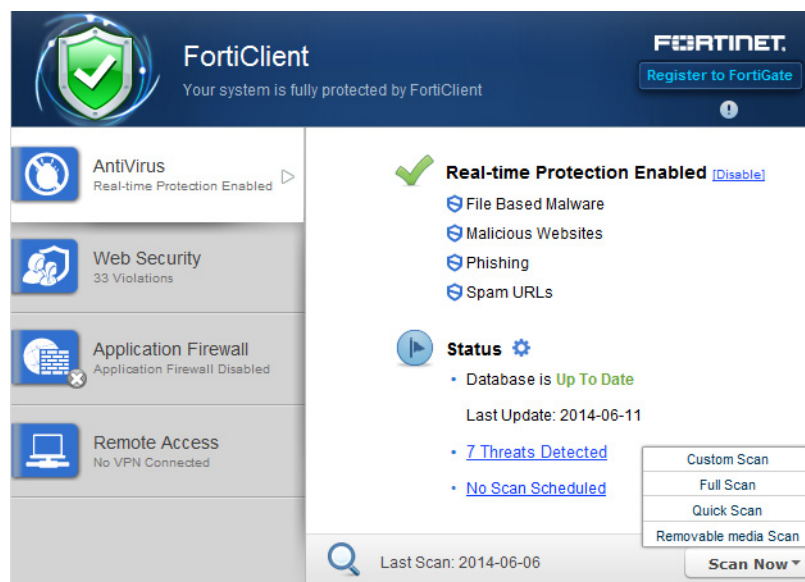 FortiClient
Your system is fully protected by FortiClient
FORTINET.
Register to FortiGate
AntiVirus
Real-time Protection Enabled
Web Security
33 Violations
Application Firewall
Application Firewall Disabled
Remote Access
No VPN Connected
Real-time Protection Enabled [Disable]
File Based Malware
Malicious Websites
Phishing
Spam URLs
Status
• Database is Up To Date
Last Update: 2014-06-11
• 7 Threats Detected
• No Scan Scheduled
Custom Scan
Full Scan
Quick Scan
Removable media Scan
Last Scan: 2014-06-06
Scan Now